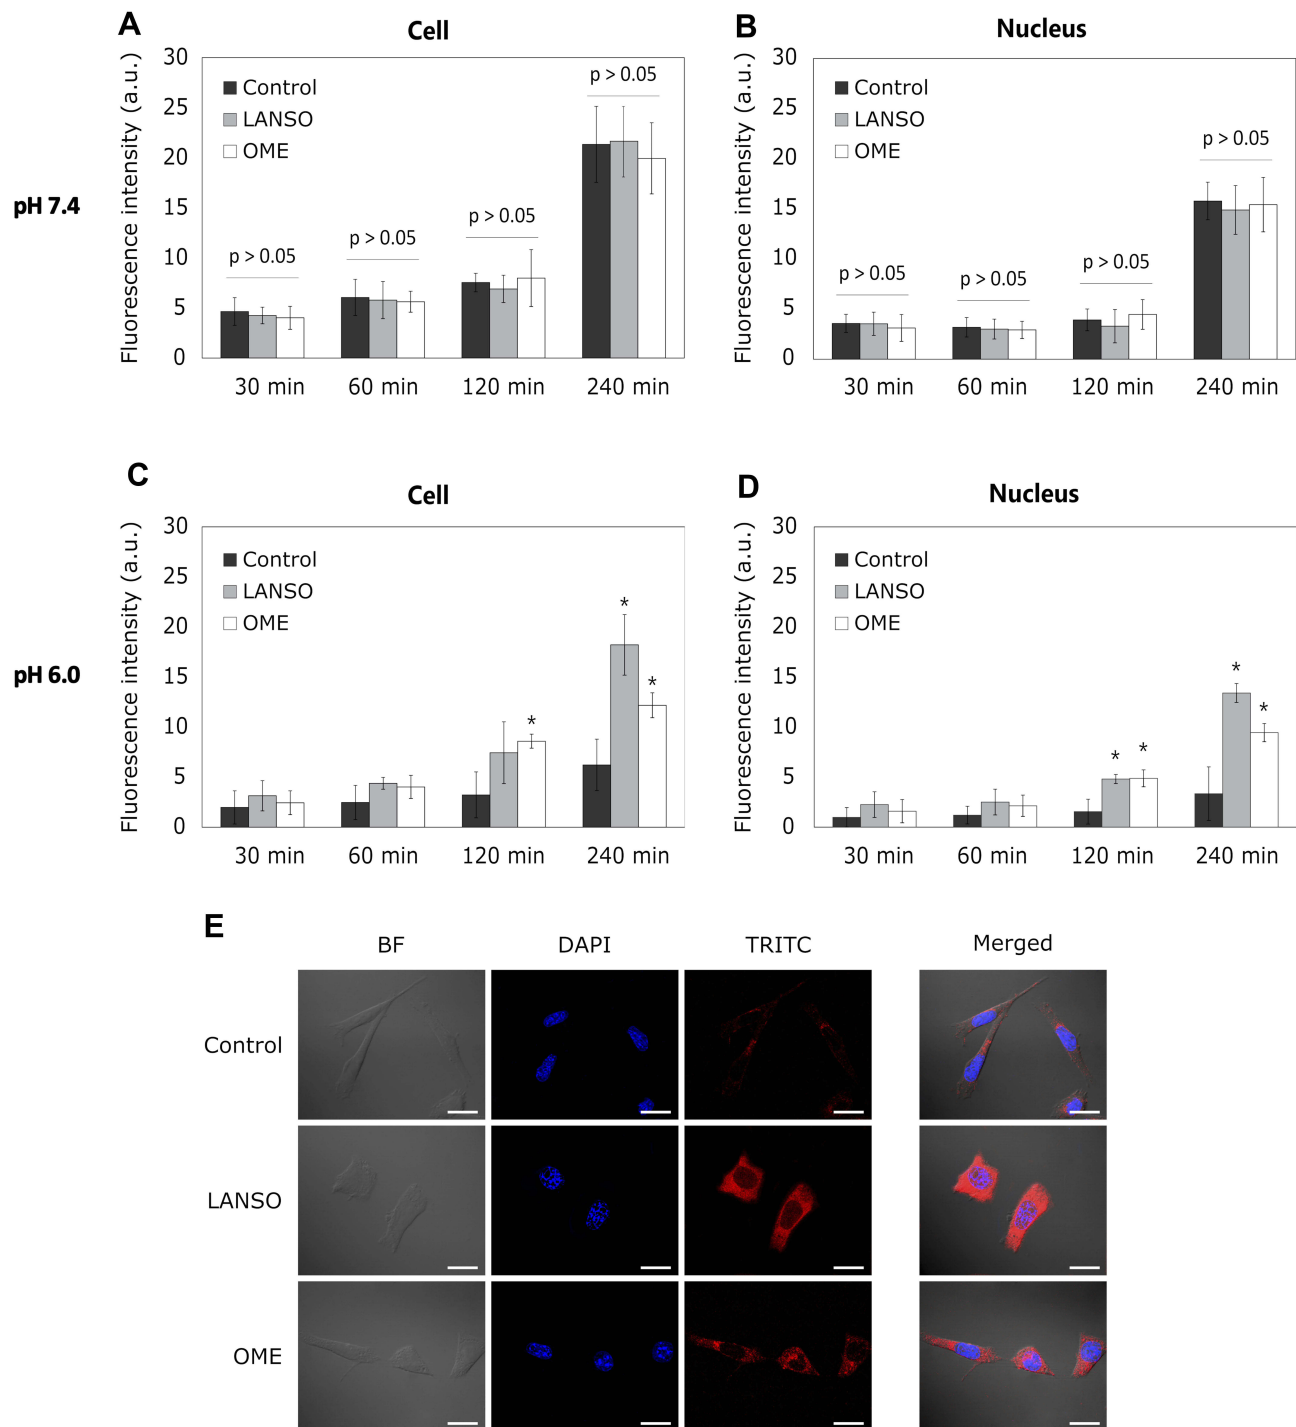 A
Cell
B
Nucleus
pH 7.4
Fluorescence intensity (a.u.)
30
25
20
15
10
5
0
Control
LANSO
OME
p > 0.05
p > 0.05
p > 0.05
p > 0.05
30 min
60 min
120 min
240 min
Fluorescence intensity (a.u.)
30
25
20
15
10
5
0
Control
LANSO
OME
p > 0.05
p > 0.05
p > 0.05
p > 0.05
30 min
60 min
120 min
240 min
C
Cell
D
Nucleus
pH 6.0
Fluorescence intensity (a.u.)
30
25
20
15
10
5
0
Control
LANSO
OME
*
*
*
30 min
60 min
120 min
240 min
Fluorescence intensity (a.u.)
30
25
20
15
10
5
0
Control
LANSO
OME
*
*
*
*
30 min
60 min
120 min
240 min
E
BF
DAPI
TRITC
Merged
Control
LANSO
OME